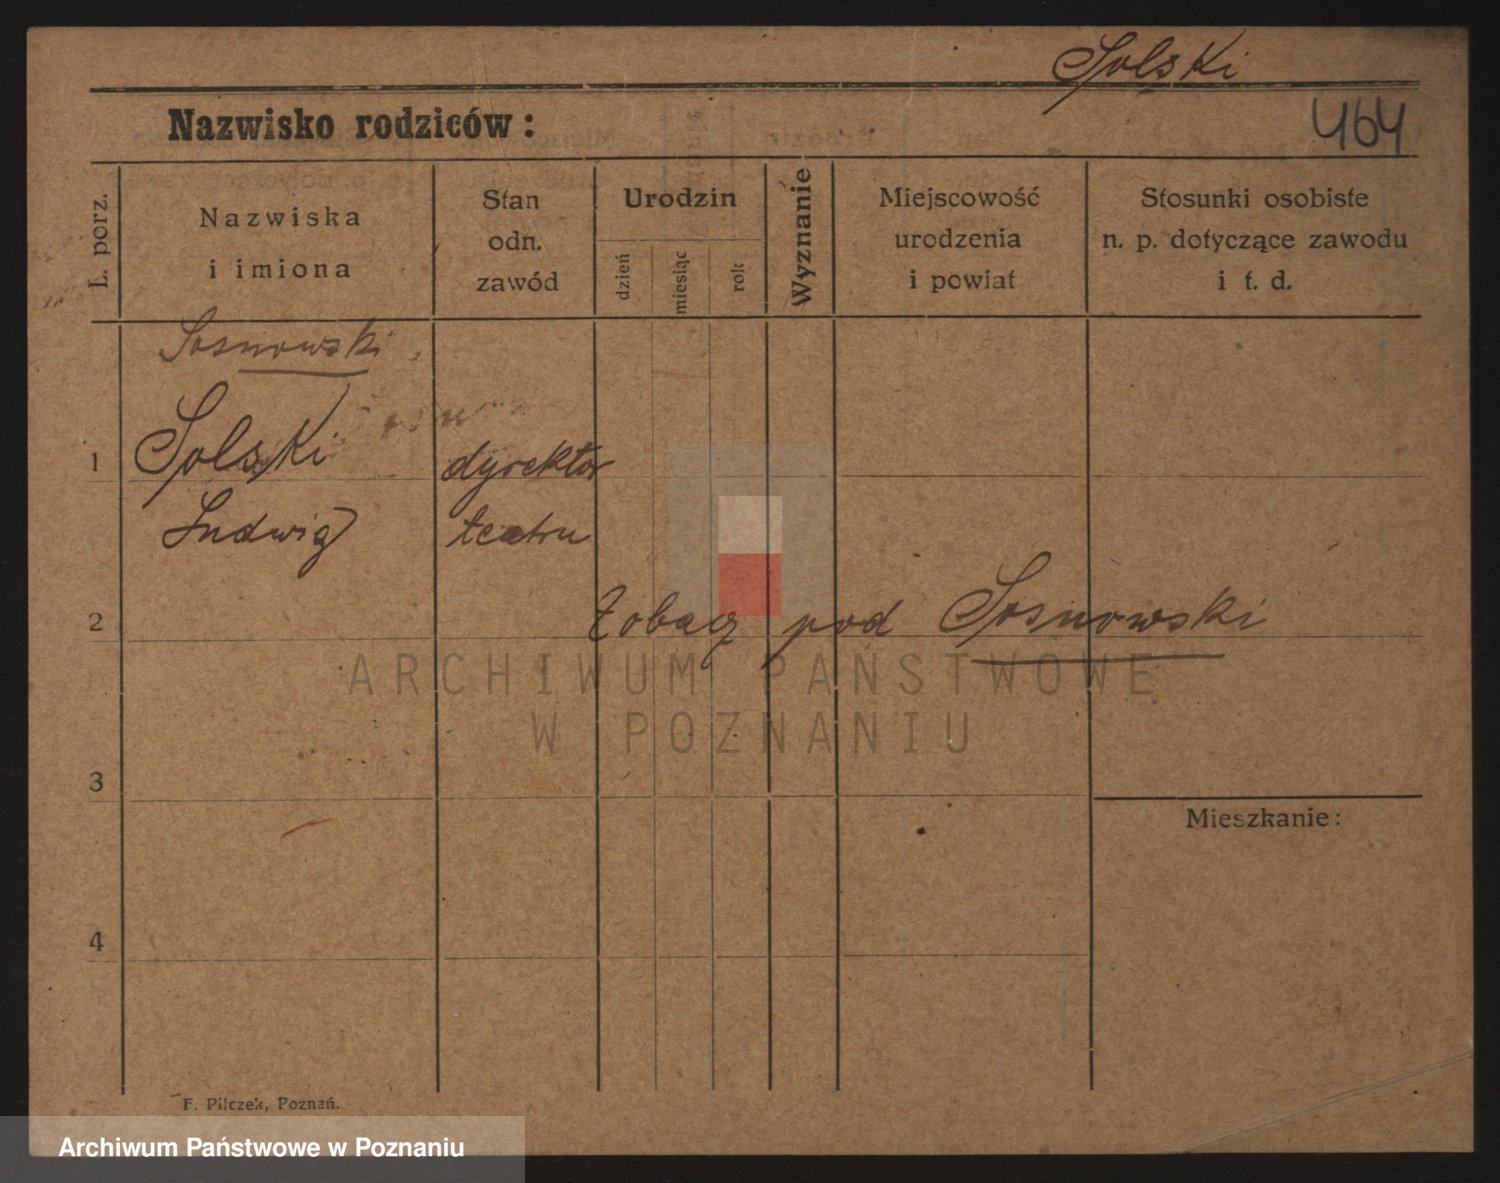 Solski
Nazwisko rodziców:
464
L. porz.
Nazwiska
i imiona
Stan
odn.
zawód
Urodzin
dzień
miesiąc
rok
Wyznanie
Miejscowość
urodzenia
i powiat
Stosunki osobiste
n. p. dotyczące zawodu
i t. d.
Sosnowski
1
Solski
dyrektor
Ludwig
teatru
2
Zobacz pod Sosnowski
ARCHIWUM PAŃSTWOWE
W POZNANIU
3
Mieszkanie:
4
F. Pilczek, Poznań.
Archiwum Państwowe w Poznaniu